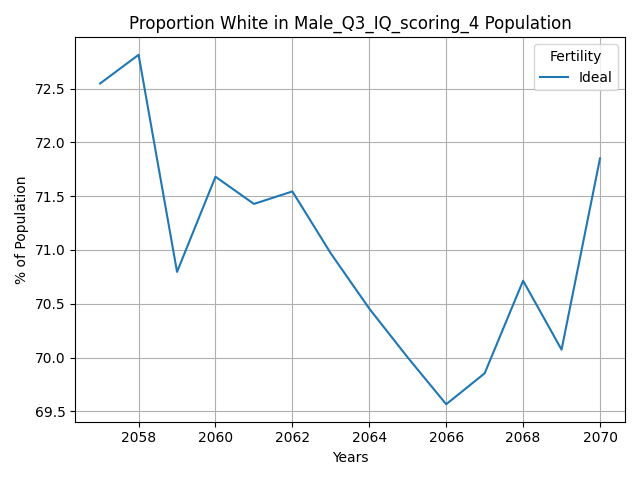 Proportion White in Male_Q3_IQ_scoring_4 Population
Fertility
Ideal
% of Population
72.5
72.0
71.5
71.0
70.5
70.0
69.5
2058 2060 2062 2064 2066 2068 2070
Years